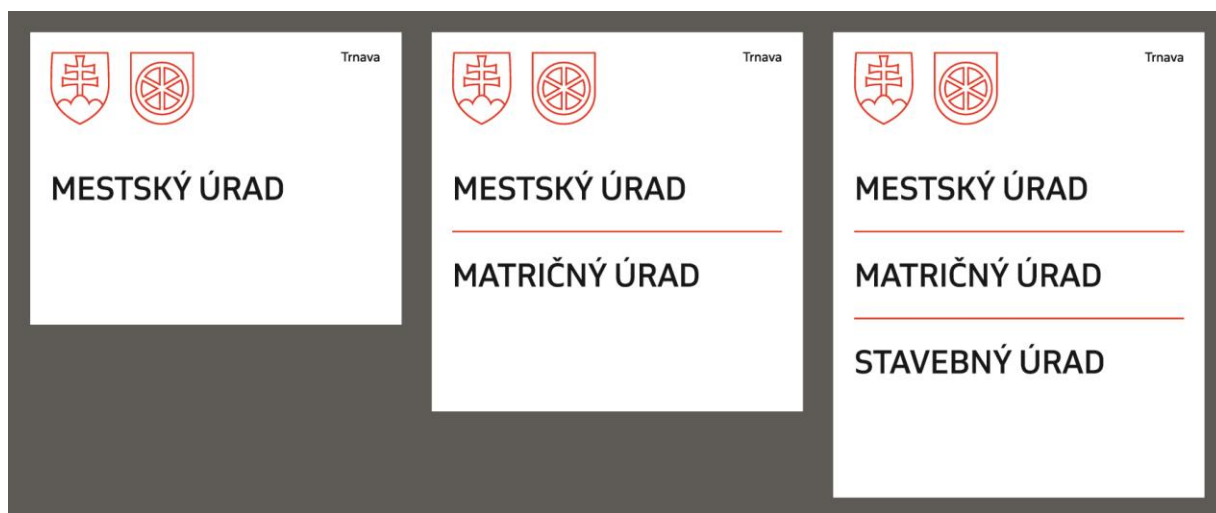 Trnava
MESTSKÝ ÚRAD
Trnava
MESTSKÝ ÚRAD
MATRIČNÝ ÚRAD
Trnava
MESTSKÝ ÚRAD
MATRIČNÝ ÚRAD
STAVEBNÝ ÚRAD